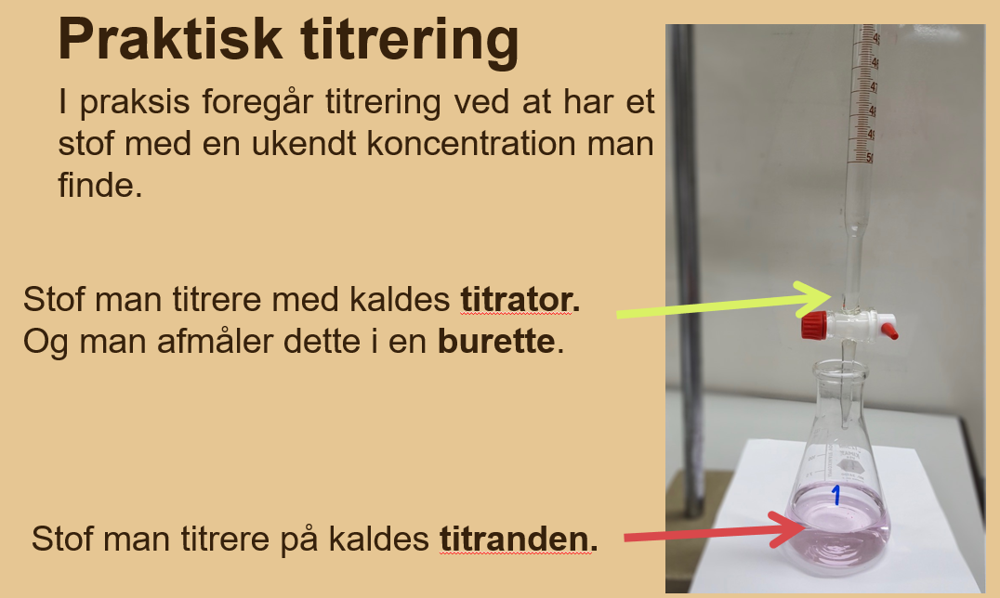 Praktisk titrering
I praksis foregår titrering ved at har et
stof med en ukendt koncentration man
finde.
Stof man titrere med kaldes titrator.
Og man afmåler dette i en burette.
Stof man titrere på kaldes titranden.
45
46
47
48
49
50
1